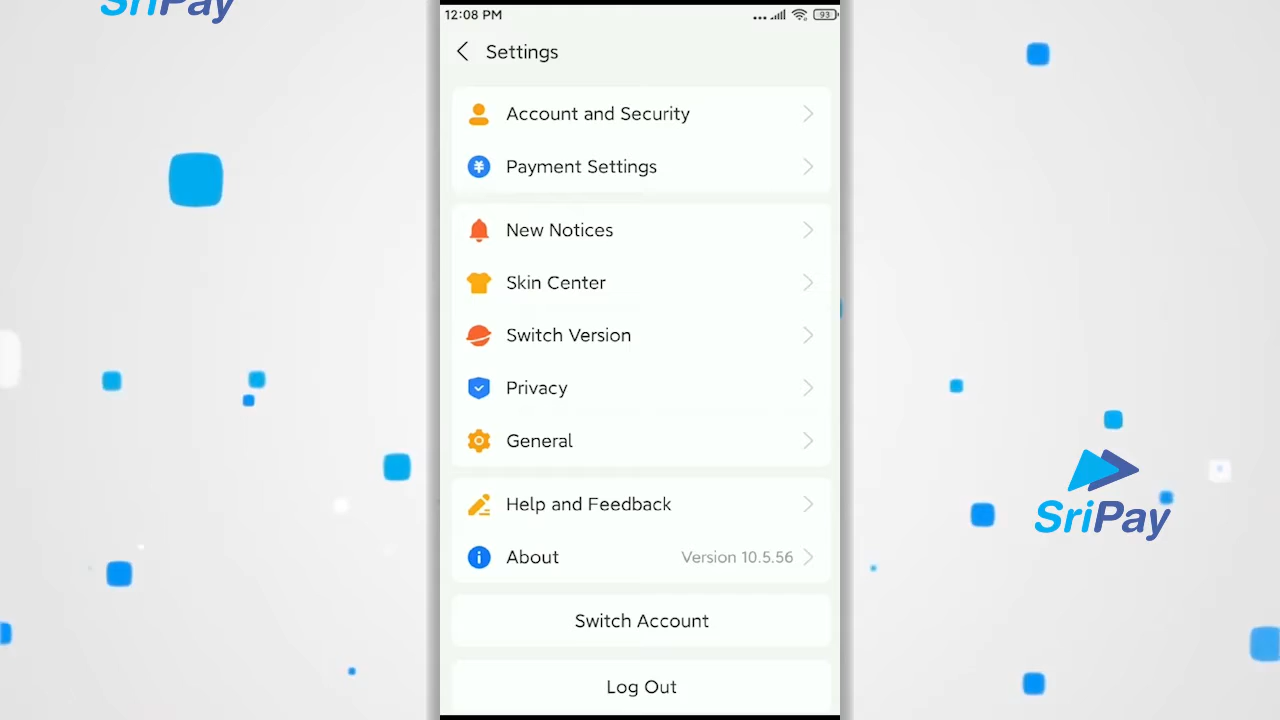 SriPay
12:08 PM
93
Settings
Account and Security
Payment Settings
New Notices
Skin Center
Switch Version
Privacy
General
Help and Feedback
About Version 10.5.56
Switch Account
Log Out
SriPay